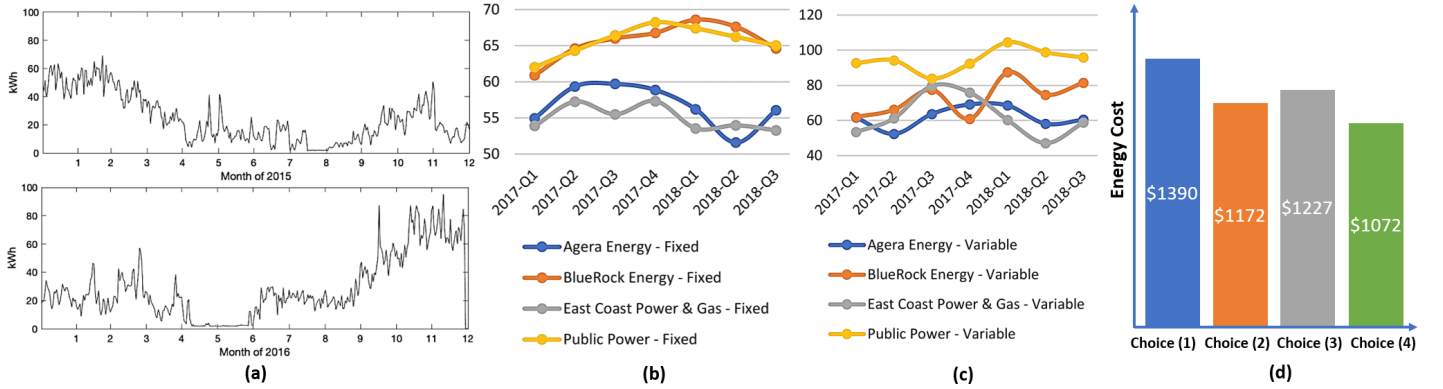 100
80
60
40
20
0
kWh
1 2 3 4 5 6 7 8 9 10 11 12
Month of 2015
100
80
60
40
20
0
kWh
1 2 3 4 5 6 7 8 9 10 11 12
Month of 2016
(a)
70
65
60
55
50
2017-Q1 2017-Q2 2017-Q3 2017-Q4 2018-Q1 2018-Q2 2018-Q3
Agera Energy - Fixed
BlueRock Energy - Fixed
East Coast Power & Gas - Fixed
Public Power - Fixed
(b)
120
100
80
60
40
2017-Q1 2017-Q2 2017-Q3 2017-Q4 2018-Q1 2018-Q2 2018-Q3
Agera Energy - Variable
BlueRock Energy - Variable
East Coast Power & Gas - Variable
Public Power - Variable
(c)
Energy Cost
$1390 $1172 $1227 $1072
Choice (1) Choice (2) Choice (3) Choice (4)
(d)